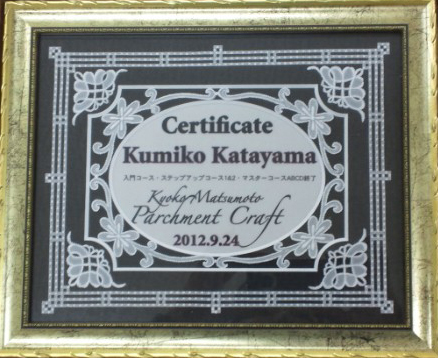 Certificate
Kumiko Katayama
入門コース・ステップアップコース1&2・マスターコースABCD終了
Kyoko Matsumoto
Parchment Craft
2012.9.24